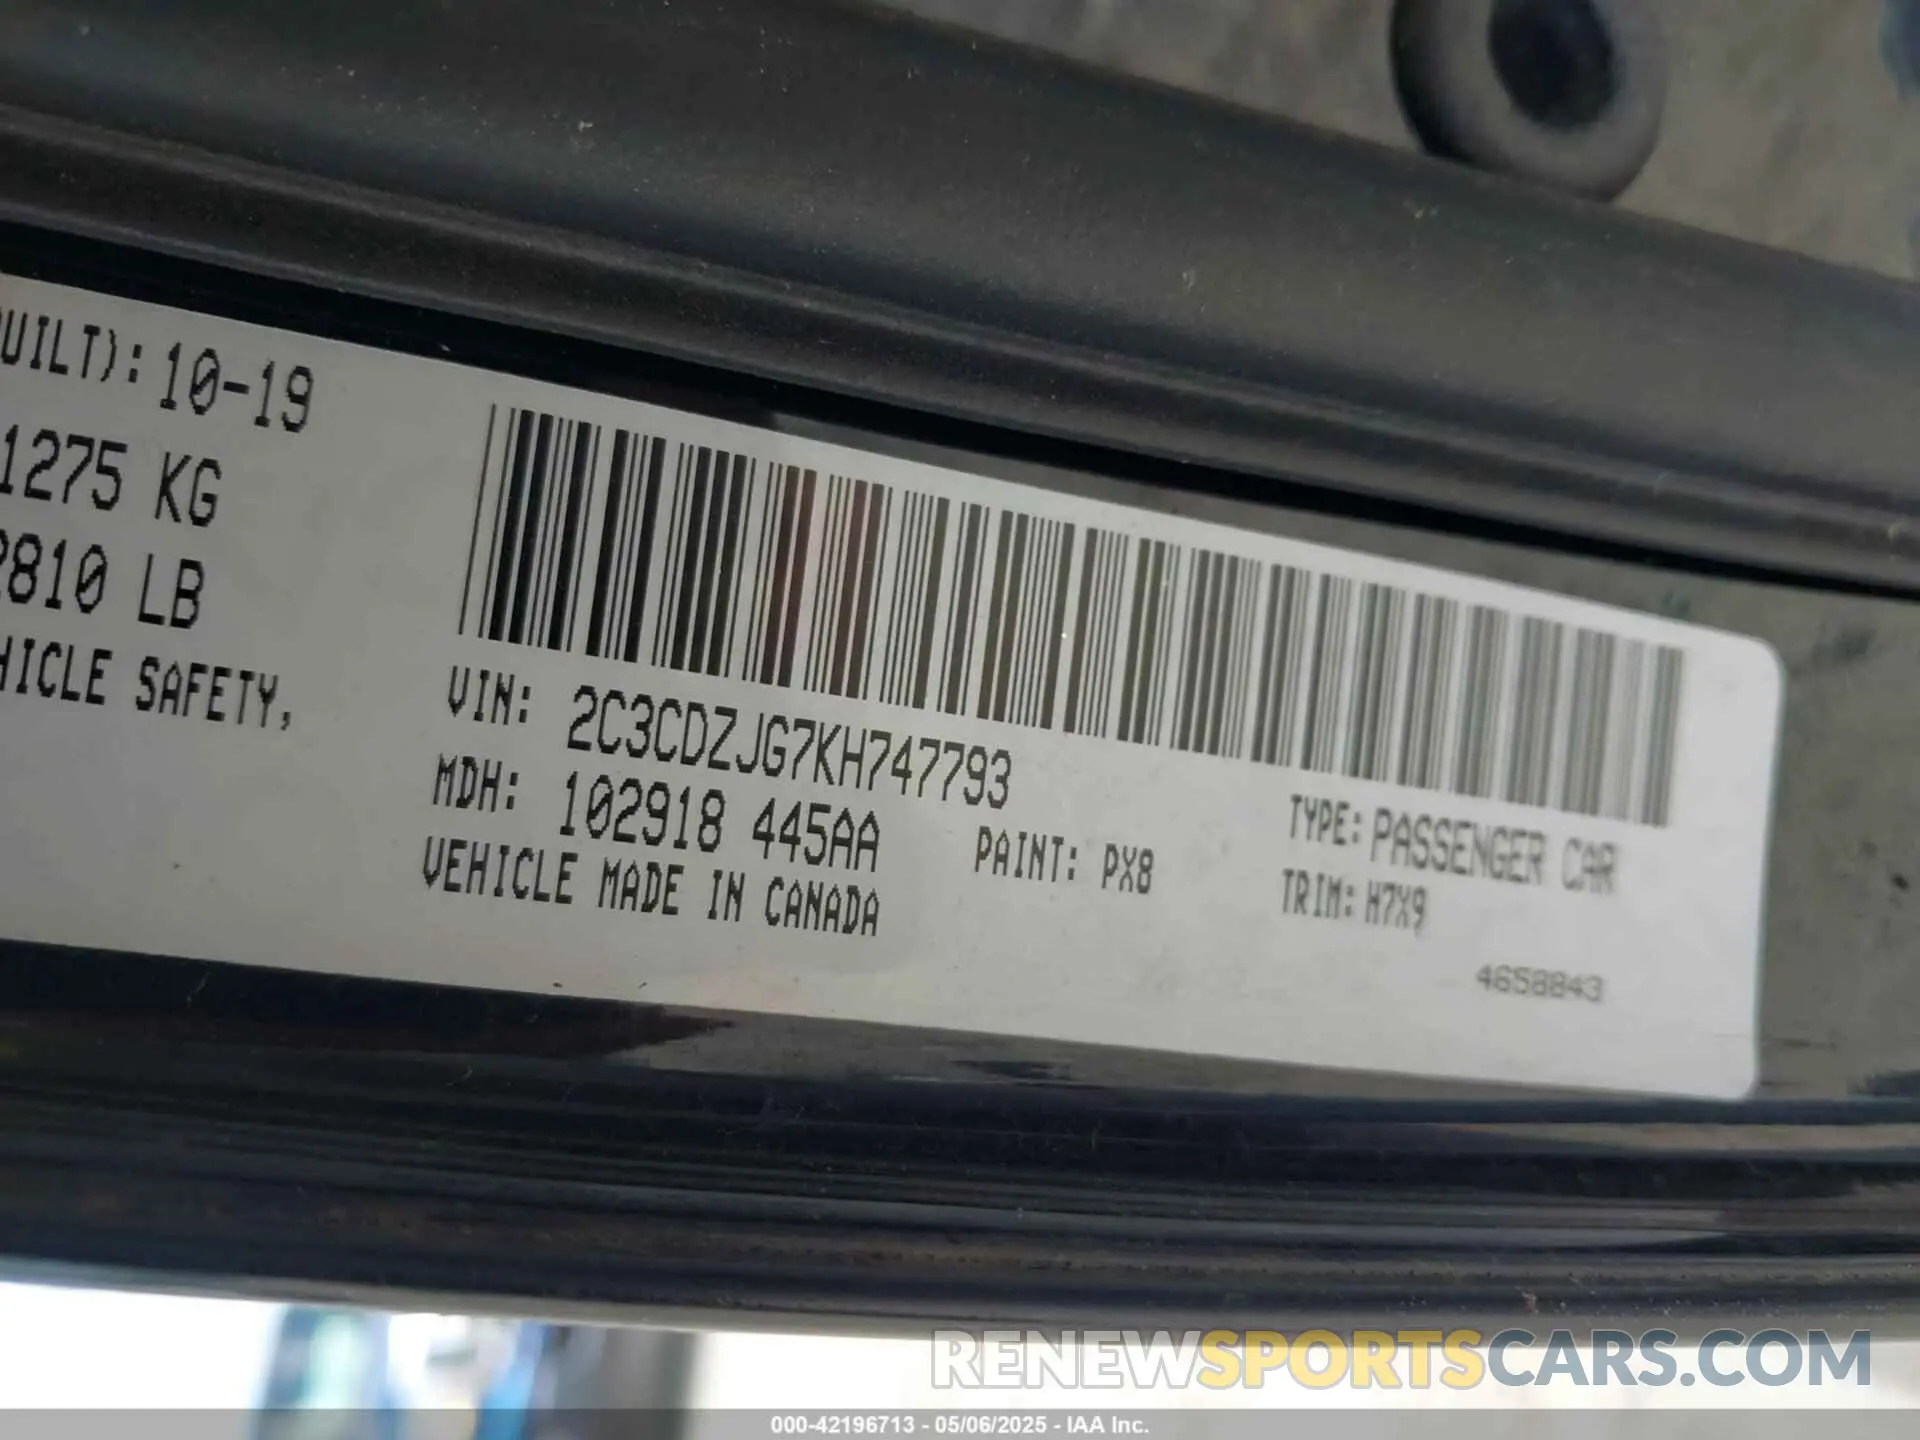 UILT): 10-19
1275 KG
2810 LB
HICLE SAFETY,
VIN: 2C3CDZJG7KH747793
MDH: 102918 445AA
PAINT: PX8
VEHICLE MADE IN CANADA
TYPE: PASSENGER CAR
TRIM: H7X9
4658843
RENEWSPORTSCARS.COM
000-42196713 - 05/06/2025 - IAA Inc.